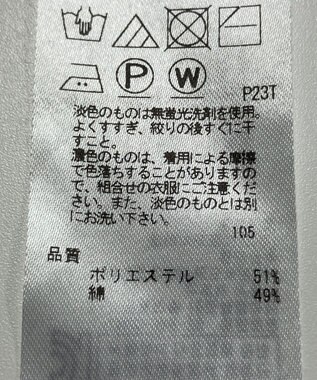 P W P23T
淡色のものは無蛍光洗剤を使用。
よくすすぎ、絞りの後すぐに干
すこと。
濃色のものは、着用による摩擦
で色落ちすることがありますの
で、組合せの衣服にご注意くださ
い。また、淡色のものとは別
にお洗い下さい。
105
品質
ポリエステル 51%
綿 49%